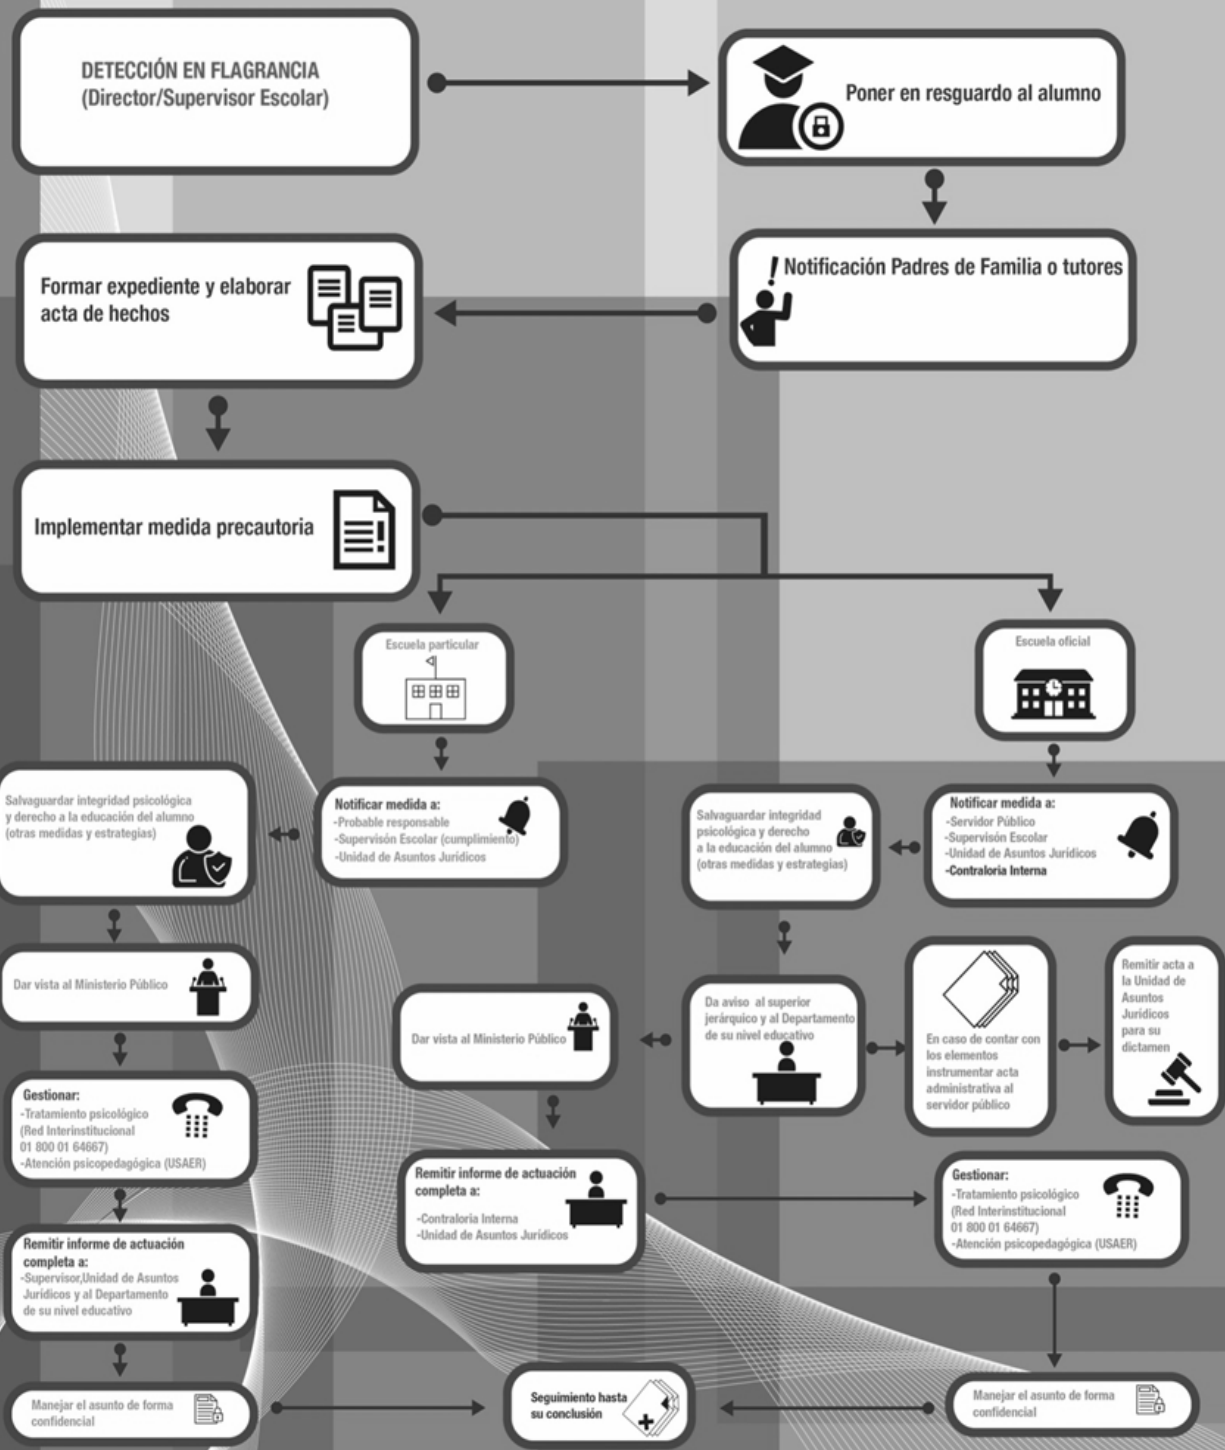 DETECCIÓN EN FLAGRANCIA
(Director/Supervisor Escolar)
Poner en resguardo al alumno
Notificación Padres de Familia o tutores
Formar expediente y elaborar
acta de hechos
Implementar medida precautoria
Escuela particular
Escuela oficial
Notificar medida a:
-Probable responsable
-Supervisón Escolar (cumplimiento)
-Unidad de Asuntos Jurídicos
Salvaguardar integridad psicológica
y derecho a la educación del alumno
(otras medidas y estrategias)
Dar vista al Ministerio Público
Gestionar:
-Tratamiento psicológico
(Red Interinstitucional
01 800 01 64667)
-Atención psicopedagógica (USAER)
Remitir informe de actuación
completa a:
-Supervisor,Unidad de Asuntos
Jurídicos y al Departamento
de su nivel educativo
Manejar el asunto de forma
confidencial
Notificar medida a:
-Servidor Público
-Supervisón Escolar
-Unidad de Asuntos Jurídicos
-Contraloria Interna
Salvaguardar integridad
psicológica y derecho
a la educación del alumno
(otras medidas y estrategias)
Da aviso al superior
jerárquico y al Departamento
de su nivel educativo
En caso de contar con
los elementos
instrumentar acta
administrativa al
servidor público
Remitir acta a
la Unidad de
Asuntos
Jurídicos
para su
dictamen
Dar vista al Ministerio Público
Remitir informe de actuación
completa a:
-Contraloria Interna
-Unidad de Asuntos Jurídicos
Gestionar:
-Tratamiento psicológico
(Red Interinstitucional
01 800 01 64667)
-Atención psicopedagógica (USAER)
Manejar el asunto de forma
confidencial
Seguimiento hasta
su conclusión